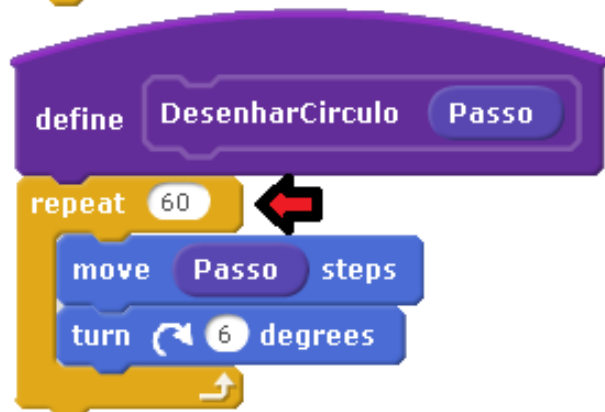 define DesenharCirculo Passo
repeat 60
move Passo steps
turn 6 degrees